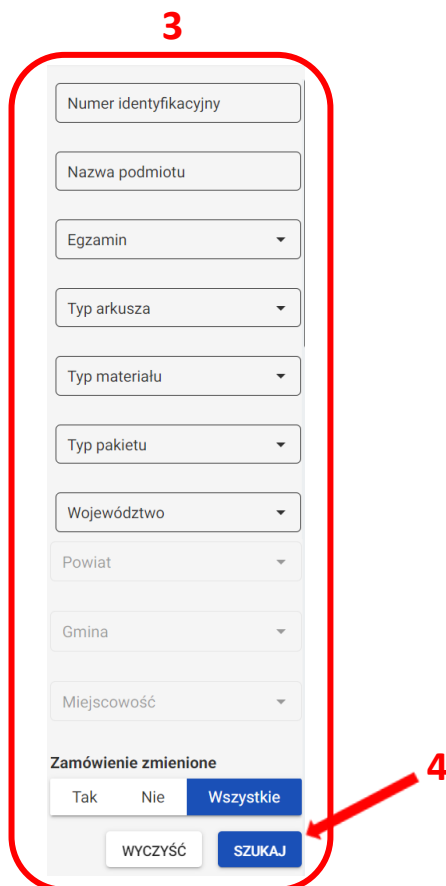 3
Numer identyfikacyjny
Nazwa podmiotu
Egzamin
Typ arkusza
Typ materiału
Typ pakietu
Województwo
Powiat
Gmina
Miejscowość
Zamówienie zmienione
Tak Nie Wszystkie
4
WYCZYŚĆ SZUKAJ